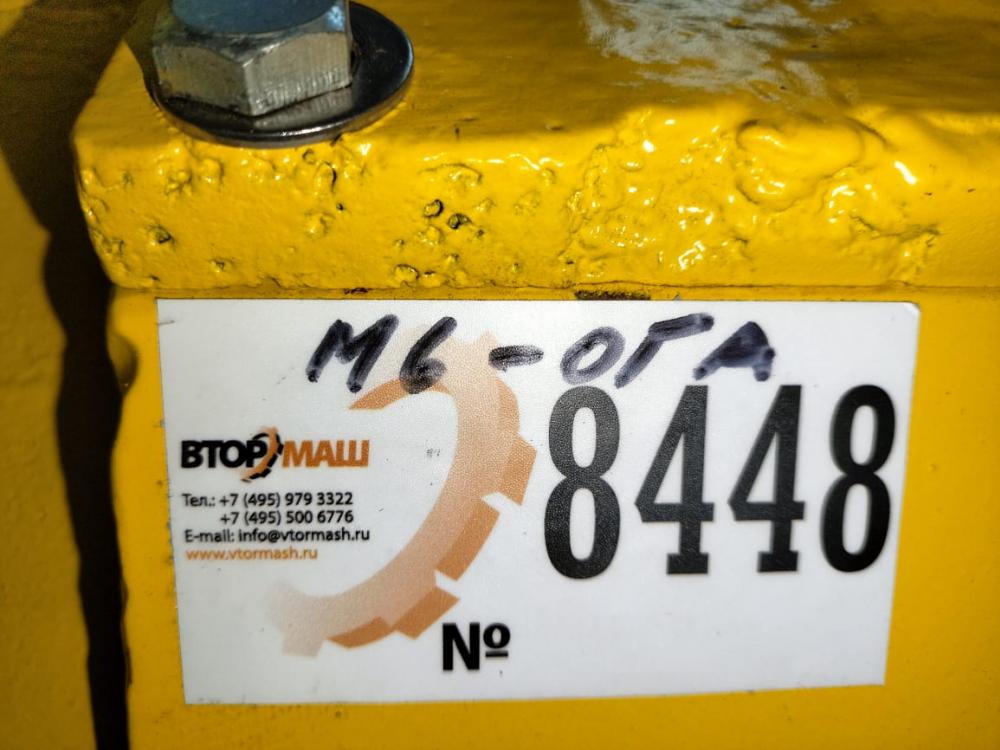 М6-ОГА
8448
ВТОРМАШ
Тел.: +7 (495) 979 3322
+7 (495) 500 6776
E-mail: info@vtormash.ru
www.vtormash.ru
№